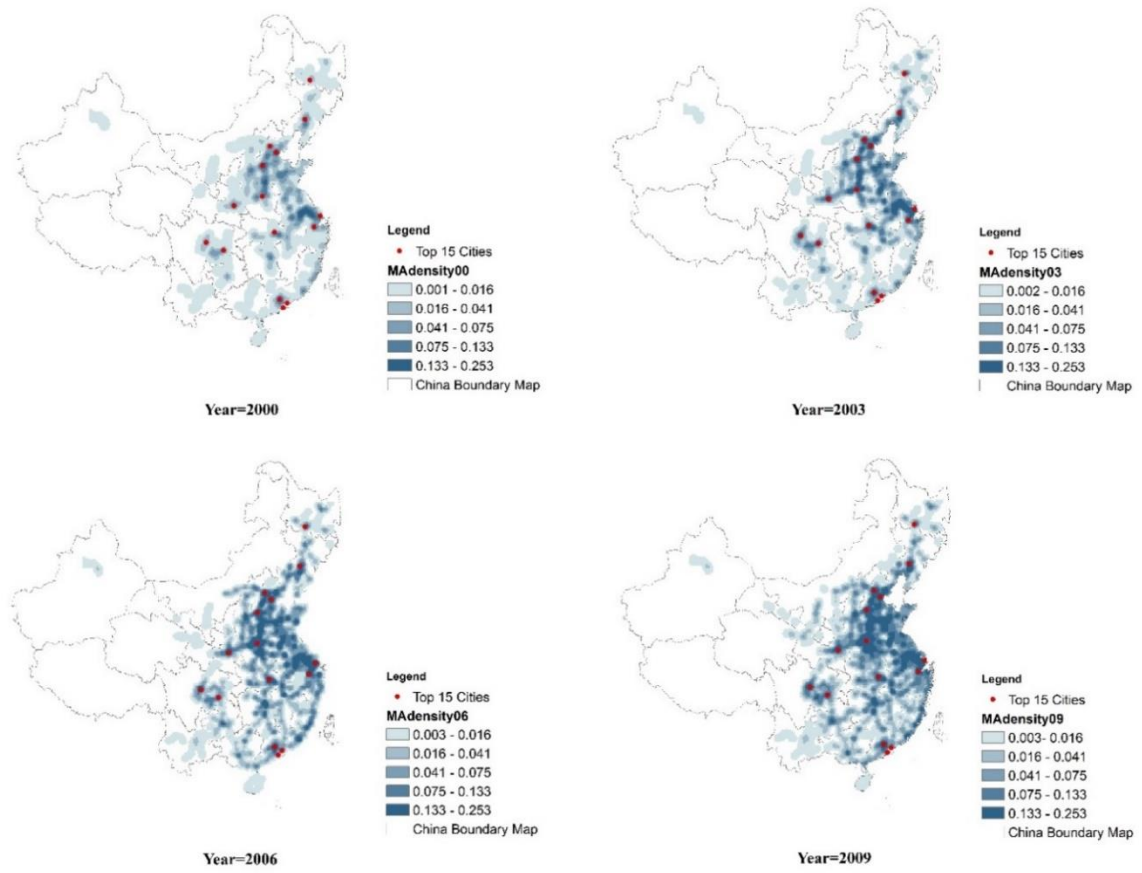 Legend
Top 15 Cities
MAdensity00
0.001 - 0.016
0.016 - 0.041
0.041 - 0.075
0.075 - 0.133
0.133 - 0.253
China Boundary Map
Year=2000
Legend
Top 15 Cities
MAdensity03
0.002 - 0.016
0.016 - 0.041
0.041 - 0.075
0.075 - 0.133
0.133 - 0.253
China Boundary Map
Year=2003
Legend
Top 15 Cities
MAdensity06
0.003 - 0.016
0.016 - 0.041
0.041 - 0.075
0.075 - 0.133
0.133 - 0.253
China Boundary Map
Year=2006
Legend
Top 15 Cities
MAdensity09
0.003- 0.016
0.016 - 0.041
0.041 - 0.075
0.075 - 0.133
0.133 - 0.253
China Boundary Map
Year=2009